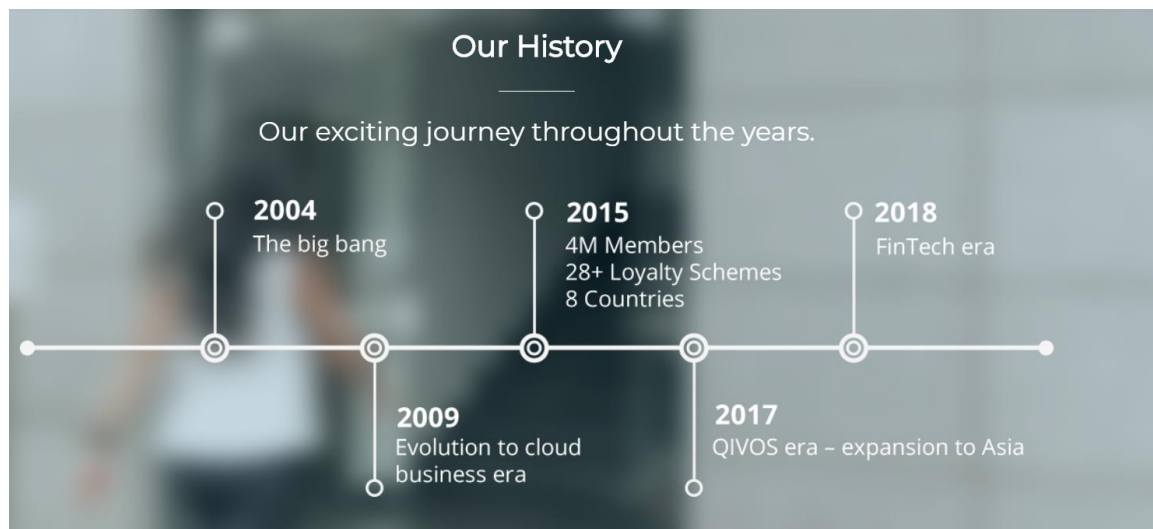 Our History
Our exciting journey throughout the years.
2004
The big bang
2009
Evolution to cloud
business era
2015
4M Members
28+ Loyalty Schemes
8 Countries
2017
QIVOS era – expansion to Asia
2018
FinTech era